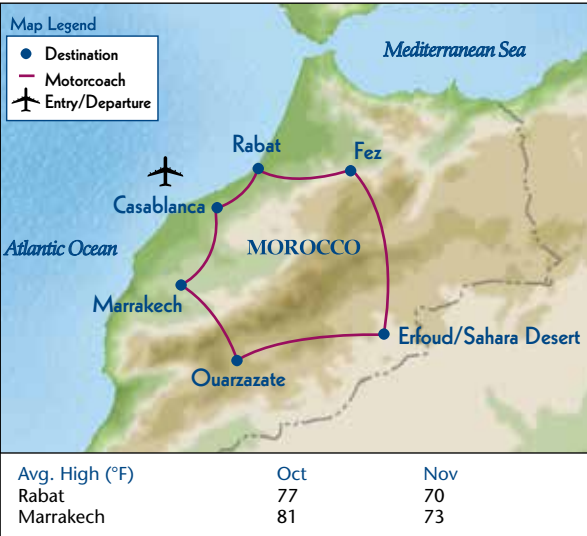 Map Legend
Destination
Motorcoach
Entry/Departure
Mediterranean Sea
Rabat
Fez
Casablanca
Atlantic Ocean
MOROCCO
Marrakech
Erfoud/Sahara Desert
Ouarzazate
Avg. High (°F) Oct Nov
Rabat 77 70
Marrakech 81 73